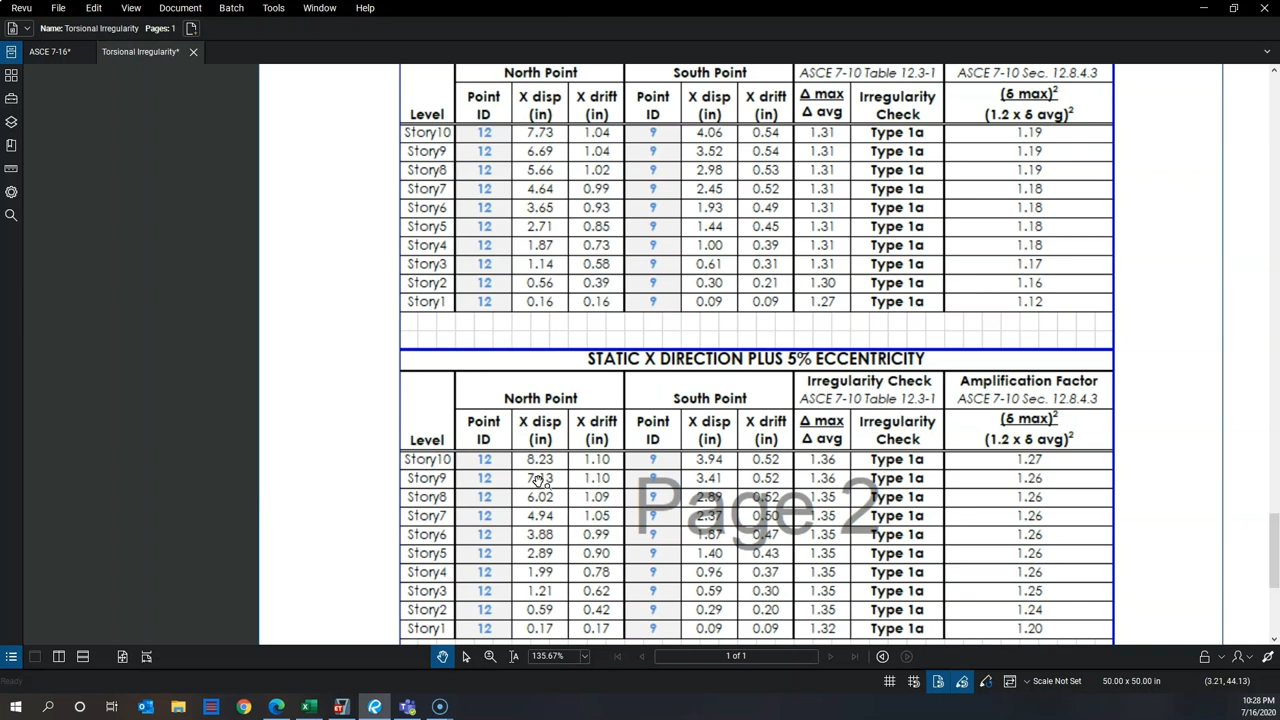 Revu File Edit View Document Batch Tools Window Help
Name: Torsional Irregularity Pages: 1
ASCE 7-16* Torsional Irregularity*
North Point South Point ASCE 7-10 Table 12.3-1 ASCE 7-10 Sec. 12.8.4.3
Point X disp X drift Point X disp X drift Δ max Irregularity (δ max)²
Level ID (in) (in) ID (in) (in) Δ avg Check (1.2 x δ avg)²
Story10 12 7.73 1.04 9 4.06 0.54 1.31 Type 1a 1.19
Story9 12 6.69 1.04 9 3.52 0.54 1.31 Type 1a 1.19
Story8 12 5.66 1.02 9 2.98 0.53 1.31 Type 1a 1.19
Story7 12 4.64 0.99 9 2.45 0.52 1.31 Type 1a 1.18
Story6 12 3.65 0.93 9 1.93 0.49 1.31 Type 1a 1.18
Story5 12 2.71 0.85 9 1.44 0.45 1.31 Type 1a 1.18
Story4 12 1.87 0.73 9 1.00 0.39 1.31 Type 1a 1.18
Story3 12 1.14 0.58 9 0.61 0.31 1.31 Type 1a 1.17
Story2 12 0.56 0.39 9 0.30 0.21 1.30 Type 1a 1.16
Story1 12 0.16 0.16 9 0.09 0.09 1.27 Type 1a 1.12
STATIC X DIRECTION PLUS 5% ECCENTRICITY
Irregularity Check Amplification Factor
North Point South Point ASCE 7-10 Table 12.3-1 ASCE 7-10 Sec. 12.8.4.3
Point X disp X drift Point X disp X drift Δ max Irregularity (δ max)²
Level ID (in) (in) ID (in) (in) Δ avg Check (1.2 x δ avg)²
Story10 12 8.23 1.10 9 3.94 0.52 1.36 Type 1a 1.27
Story9 12 7.13 1.10 9 3.41 0.52 1.36 Type 1a 1.26
Story8 12 6.02 1.09 9 2.89 0.52 1.35 Type 1a 1.26
Page 2
Story7 12 4.94 1.05 9 2.37 0.50 1.35 Type 1a 1.26
Story6 12 3.88 0.99 9 1.87 0.47 1.35 Type 1a 1.26
Story5 12 2.89 0.90 9 1.40 0.43 1.35 Type 1a 1.26
Story4 12 1.99 0.78 9 0.96 0.37 1.35 Type 1a 1.26
Story3 12 1.21 0.62 9 0.59 0.30 1.35 Type 1a 1.25
Story2 12 0.59 0.42 9 0.29 0.20 1.35 Type 1a 1.24
Story1 12 0.17 0.17 9 0.09 0.09 1.32 Type 1a 1.20
135.67% 1 of 1
Ready Scale Not Set 50.00 x 50.00 in (3.21, 44.13)
10:28 PM
7/16/2020